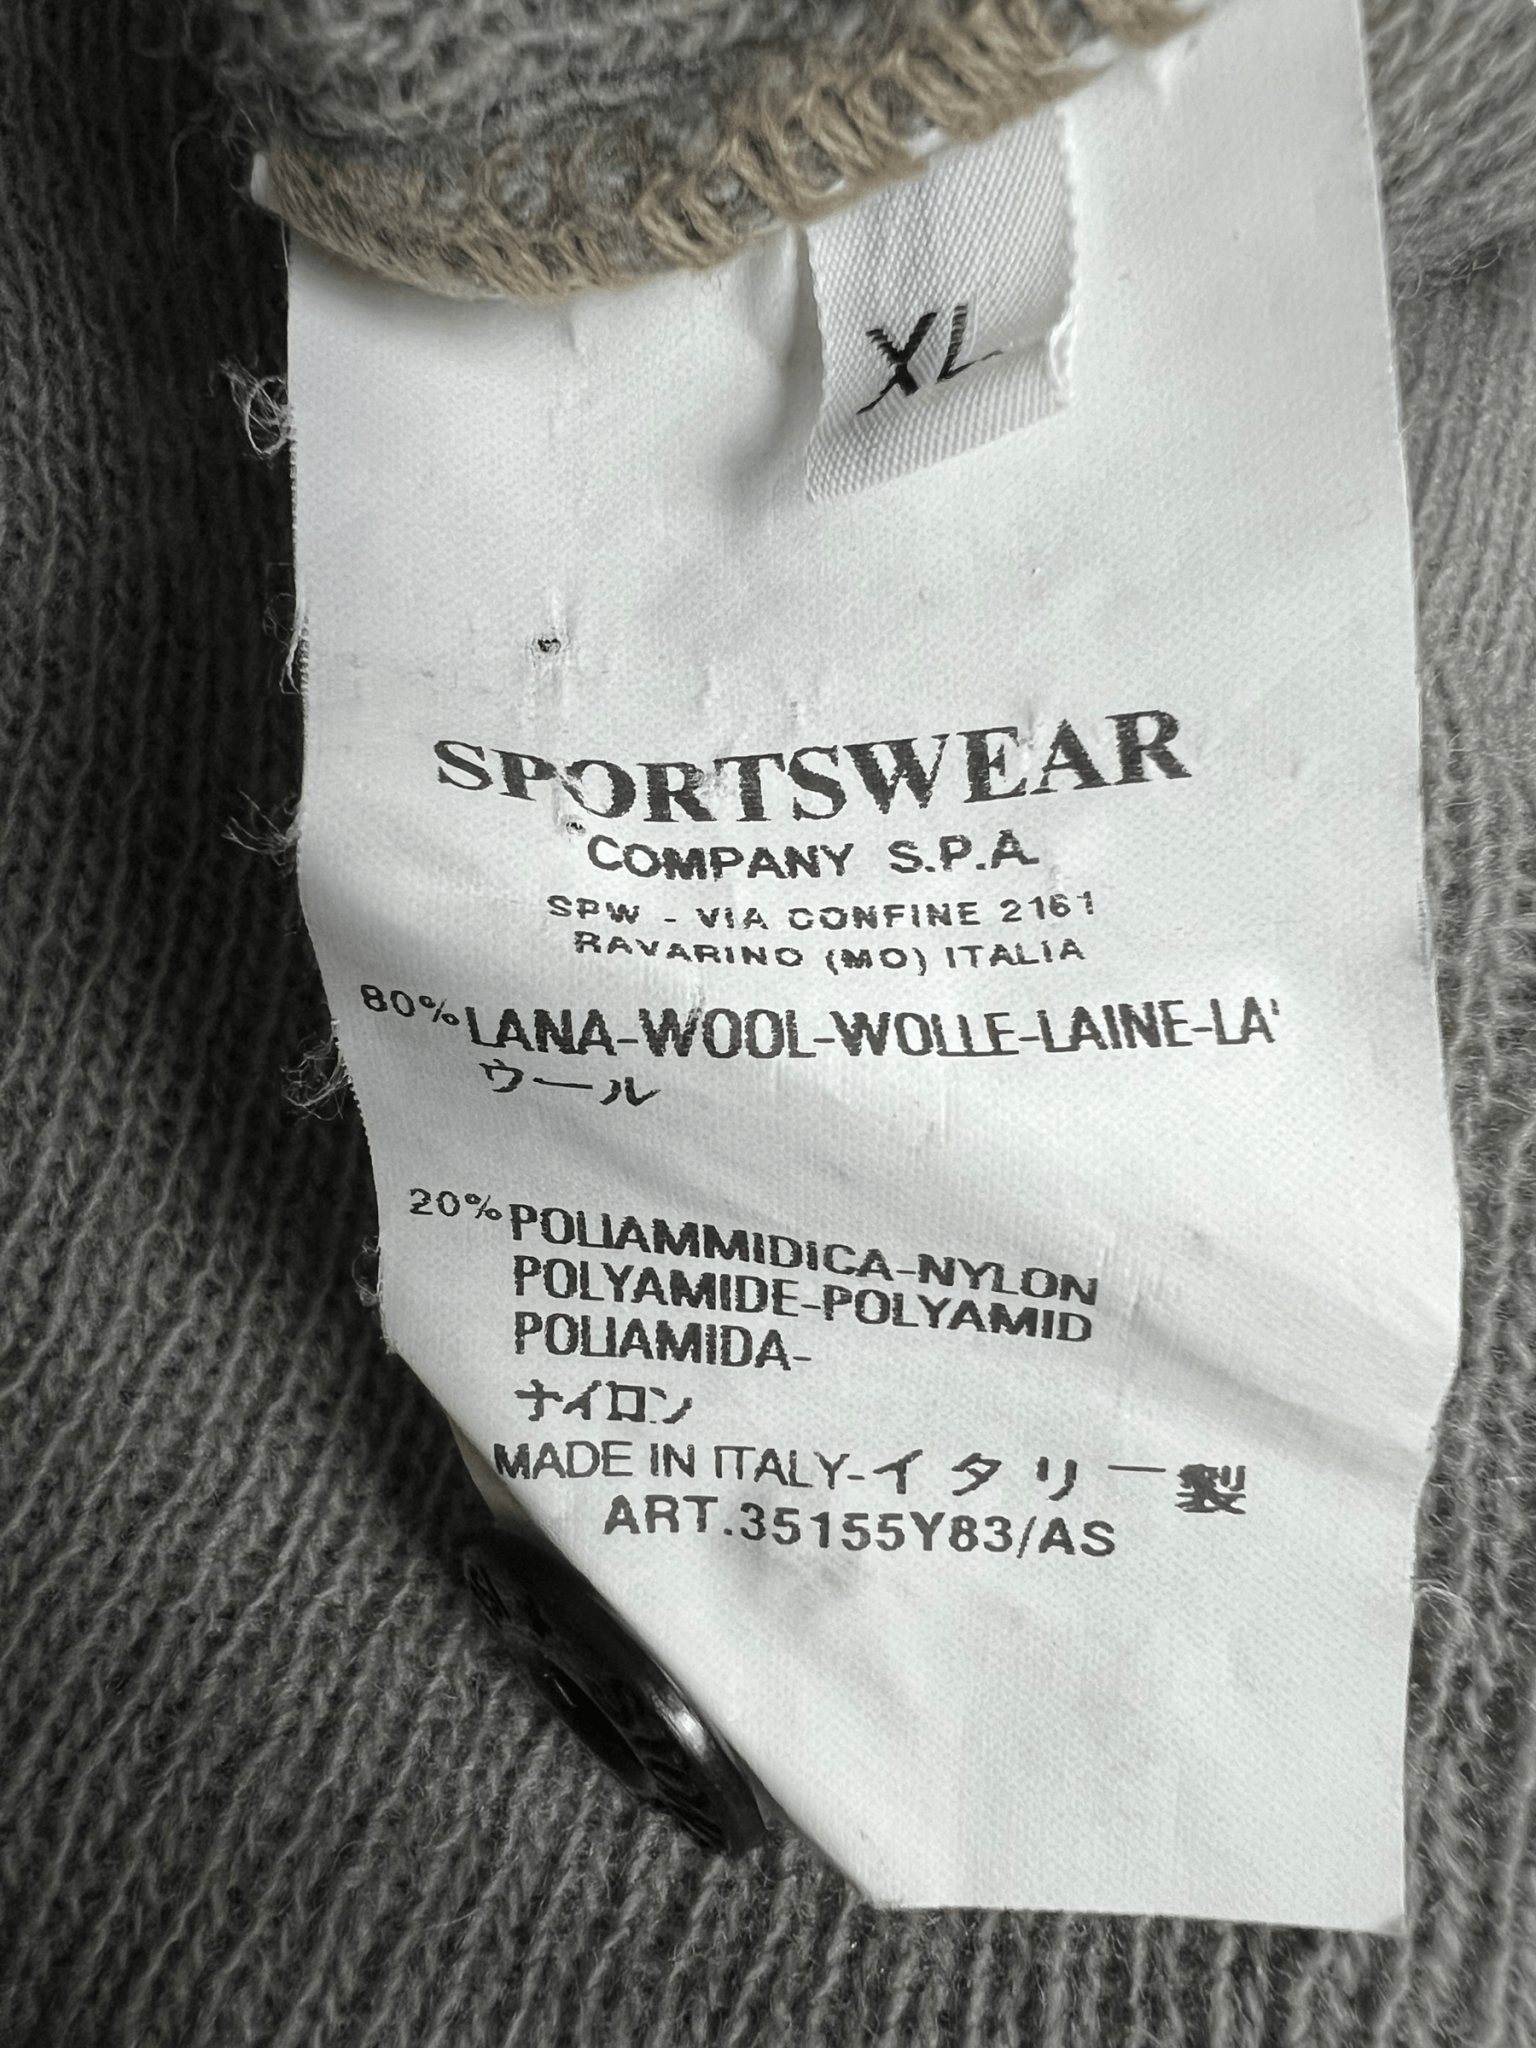 XL
SPORTSWEAR
COMPANY S.P.A.
SPW - VIA CONFINE 2161
RAVARINO (MO) ITALIA
80% LANA-WOOL-WOLLE-LAINE-LA'
ウール
20% POLIAMMIDICA-NYLON
POLYAMIDE-POLYAMID
POLIAMIDA-
ナイロン
MADE IN ITALY-イタリー製
ART.35155Y83/AS